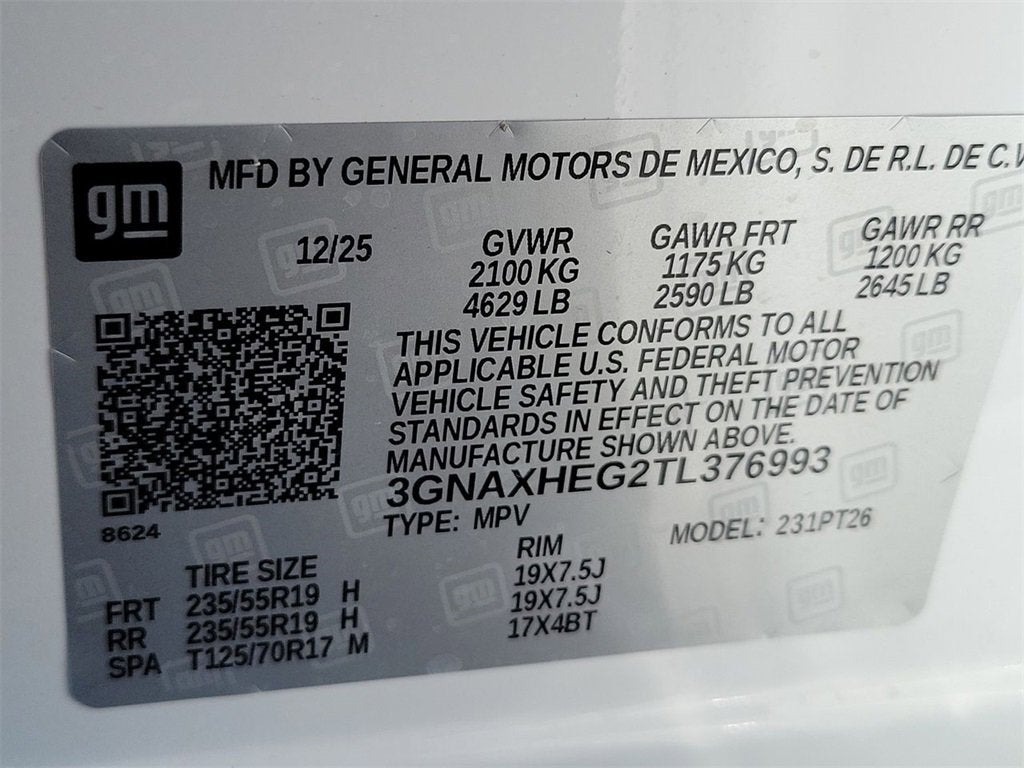 gm
MFD BY GENERAL MOTORS DE MEXICO, S. DE R.L. DE C.V
12/25
GVWR GAWR FRT GAWR RR
2100 KG 1175 KG 1200 KG
4629 LB 2590 LB 2645 LB
THIS VEHICLE CONFORMS TO ALL
APPLICABLE U.S. FEDERAL MOTOR
VEHICLE SAFETY AND THEFT PREVENTION
STANDARDS IN EFFECT ON THE DATE OF
MANUFACTURE SHOWN ABOVE.
3GNAXHEG2TL376993
8624
TYPE: MPV MODEL: 231PT26
TIRE SIZE RIM
FRT 235/55R19 H 19X7.5J
RR 235/55R19 H 19X7.5J
SPA T125/70R17 M 17X4BT